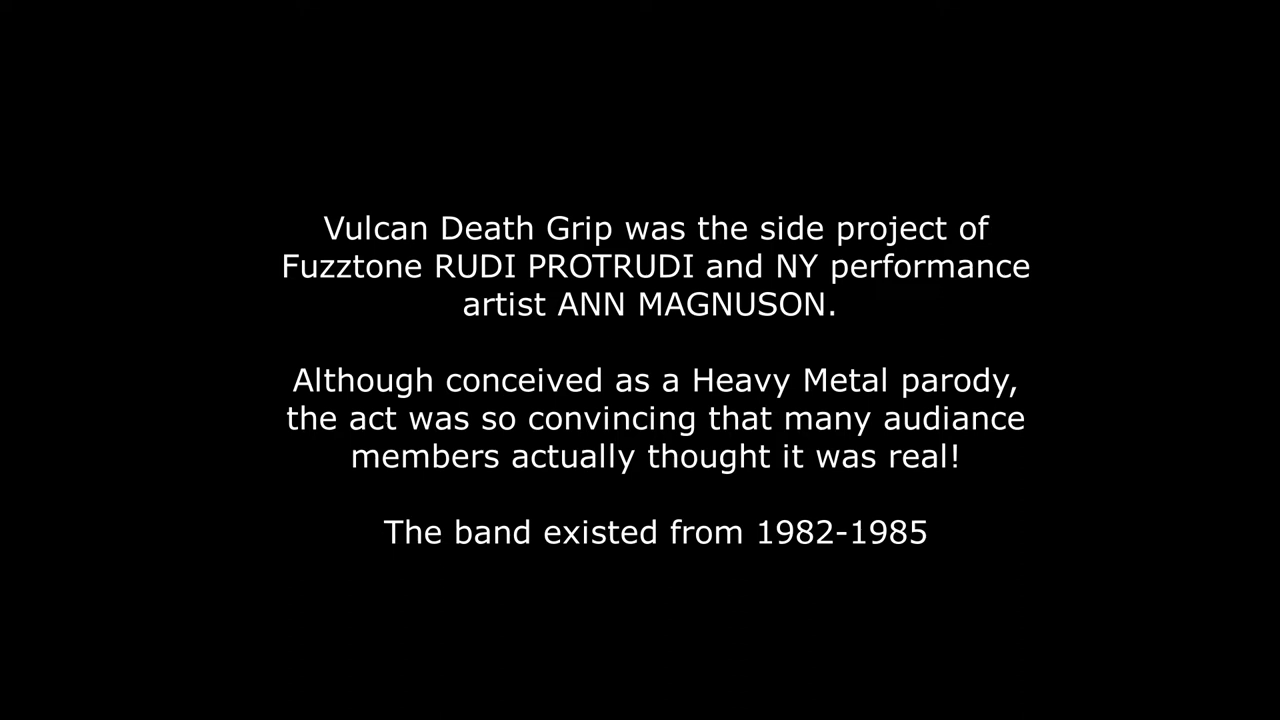 Vulcan Death Grip was the side project of
Fuzztone RUDI PROTRUDI and NY performance
artist ANN MAGNUSON.
Although conceived as a Heavy Metal parody,
the act was so convincing that many audiance
members actually thought it was real!
The band existed from 1982-1985